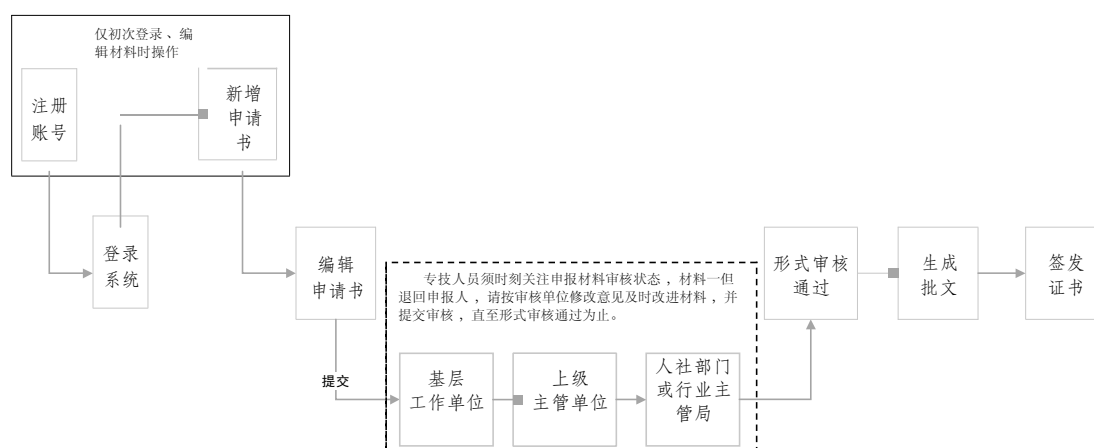 仅初次登录、编
辑材料时操作
注册
账号
新增
申请
书
登录
系统
编辑
申请书
专技人员须时刻关注申报材料审核状态，材料一但
退回申报人，请按审核单位修改意见及时改进材料，并
提交审核，直至形式审核通过为止。
提交
基层
工作单位
上级
主管单位
人社部门
或行业主
管局
形式审核
通过
生成
批文
签发
证书